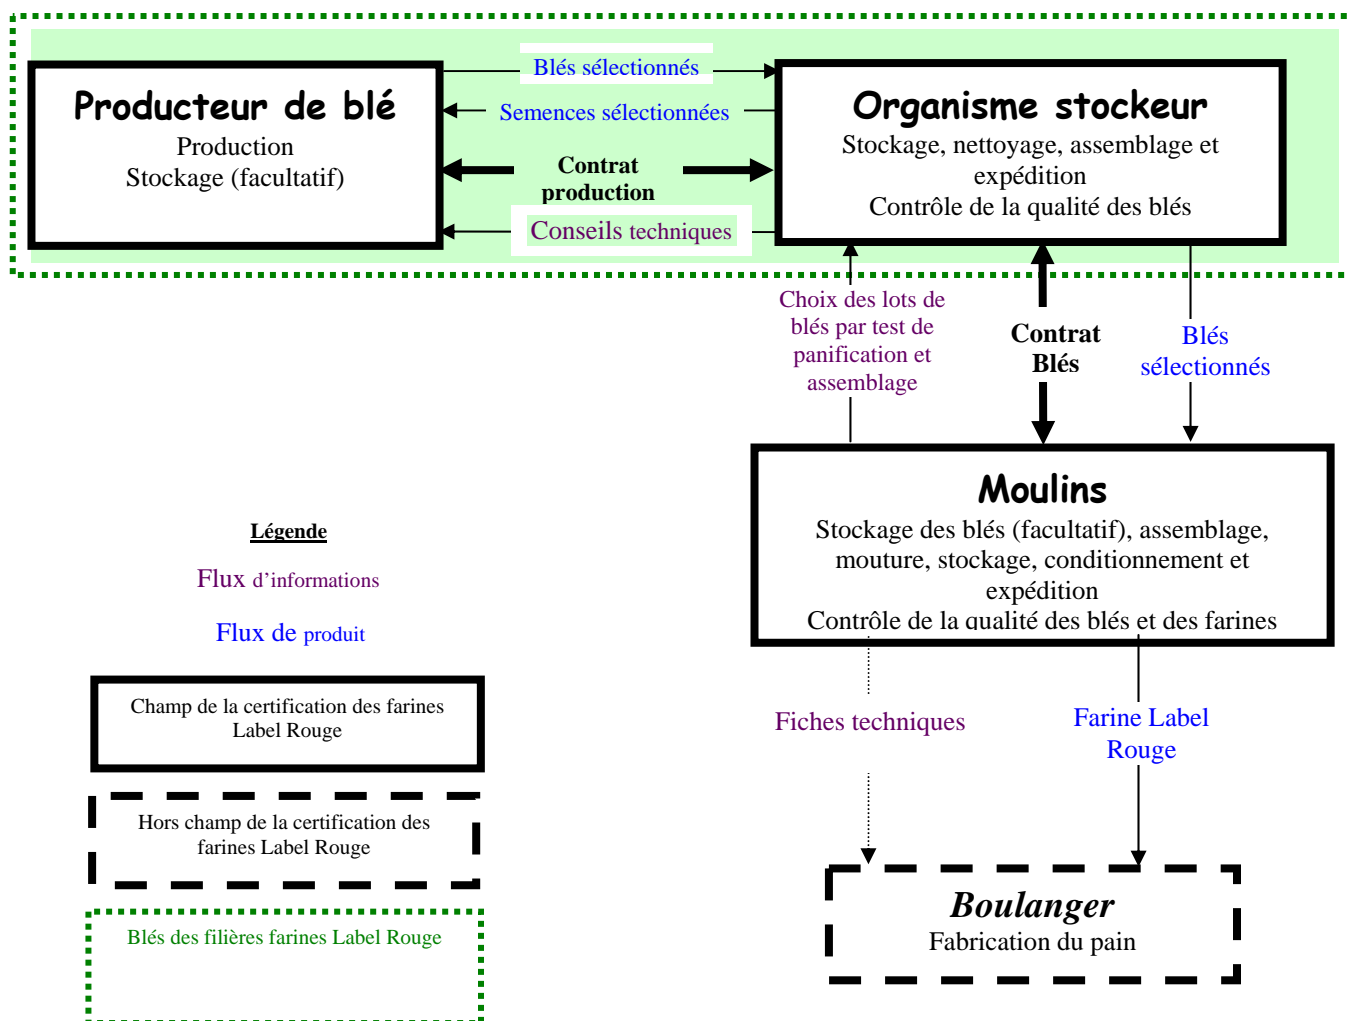 Producteur de blé
Production
Stockage (facultatif)
Blés sélectionnés
Semences sélectionnées
Contrat
production
Conseils techniques
Organisme stockeur
Stockage, nettoyage, assemblage et
expédition
Contrôle de la qualité des blés
Choix des lots de
blés par test de
panification et
assemblage
Contrat
Blés
Blés
sélectionnés
Moulins
Stockage des blés (facultatif), assemblage,
mouture, stockage, conditionnement et
expédition
Contrôle de la qualité des blés et des farines
Légende
Flux d’informations
Flux de produit
Champ de la certification des farines
Label Rouge
Hors champ de la certification des
farines Label Rouge
Blés des filières farines Label Rouge
Fiches techniques
Farine Label
Rouge
Boulanger
Fabrication du pain